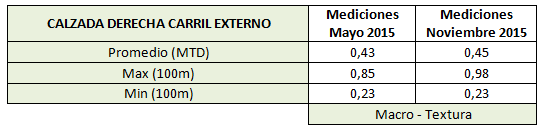 CALZADA DERECHA CARRIL EXTERNO Mediciones Mayo 2015 Mediciones Noviembre 2015
Promedio (MTD) 0,43 0,45
Max (100m) 0,85 0,98
Min (100m) 0,23 0,23
Macro - Textura